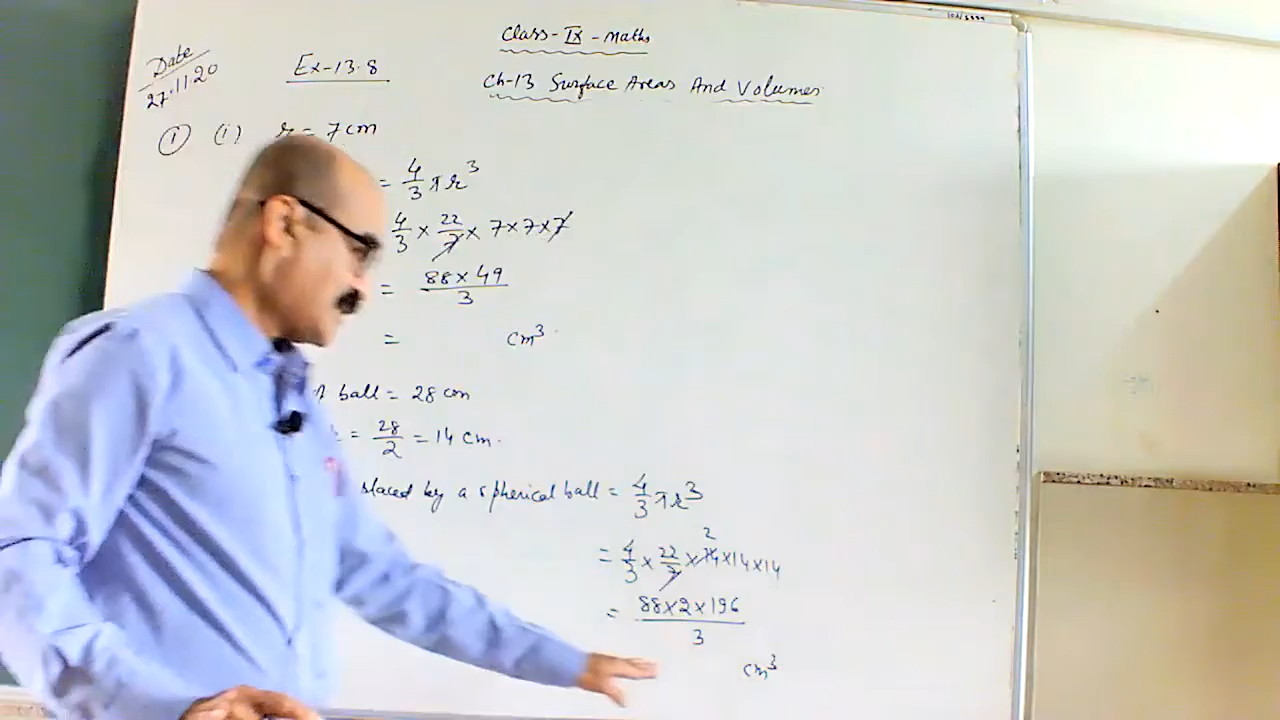 Class-IX-Maths
Date
27.11.20
Ex-13.8
Ch-13 Surface Areas And Volumes
① (i) r = 7 cm
= 4/3 πr³
4/3 × 22/7 × 7×7×7
= 88×49/3
= cm³
ball = 28 cm
= 28/2 = 14 cm.
placed by a spherical ball = 4/3 πr³
2
= 4/3 × 22/7 × 14×14×14
= 88×2×196/3
cm³